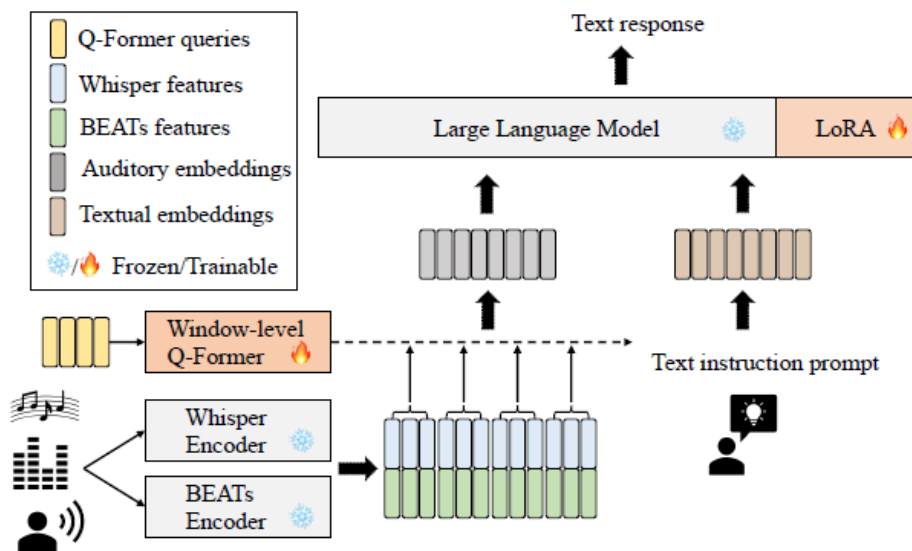 Q-Former queries
Whisper features
BEATs features
Auditory embeddings
Textual embeddings
/ Frozen/Trainable
Text response
Large Language Model
LoRA
Window-level
Q-Former
Text instruction prompt
Whisper
Encoder
BEATs
Encoder